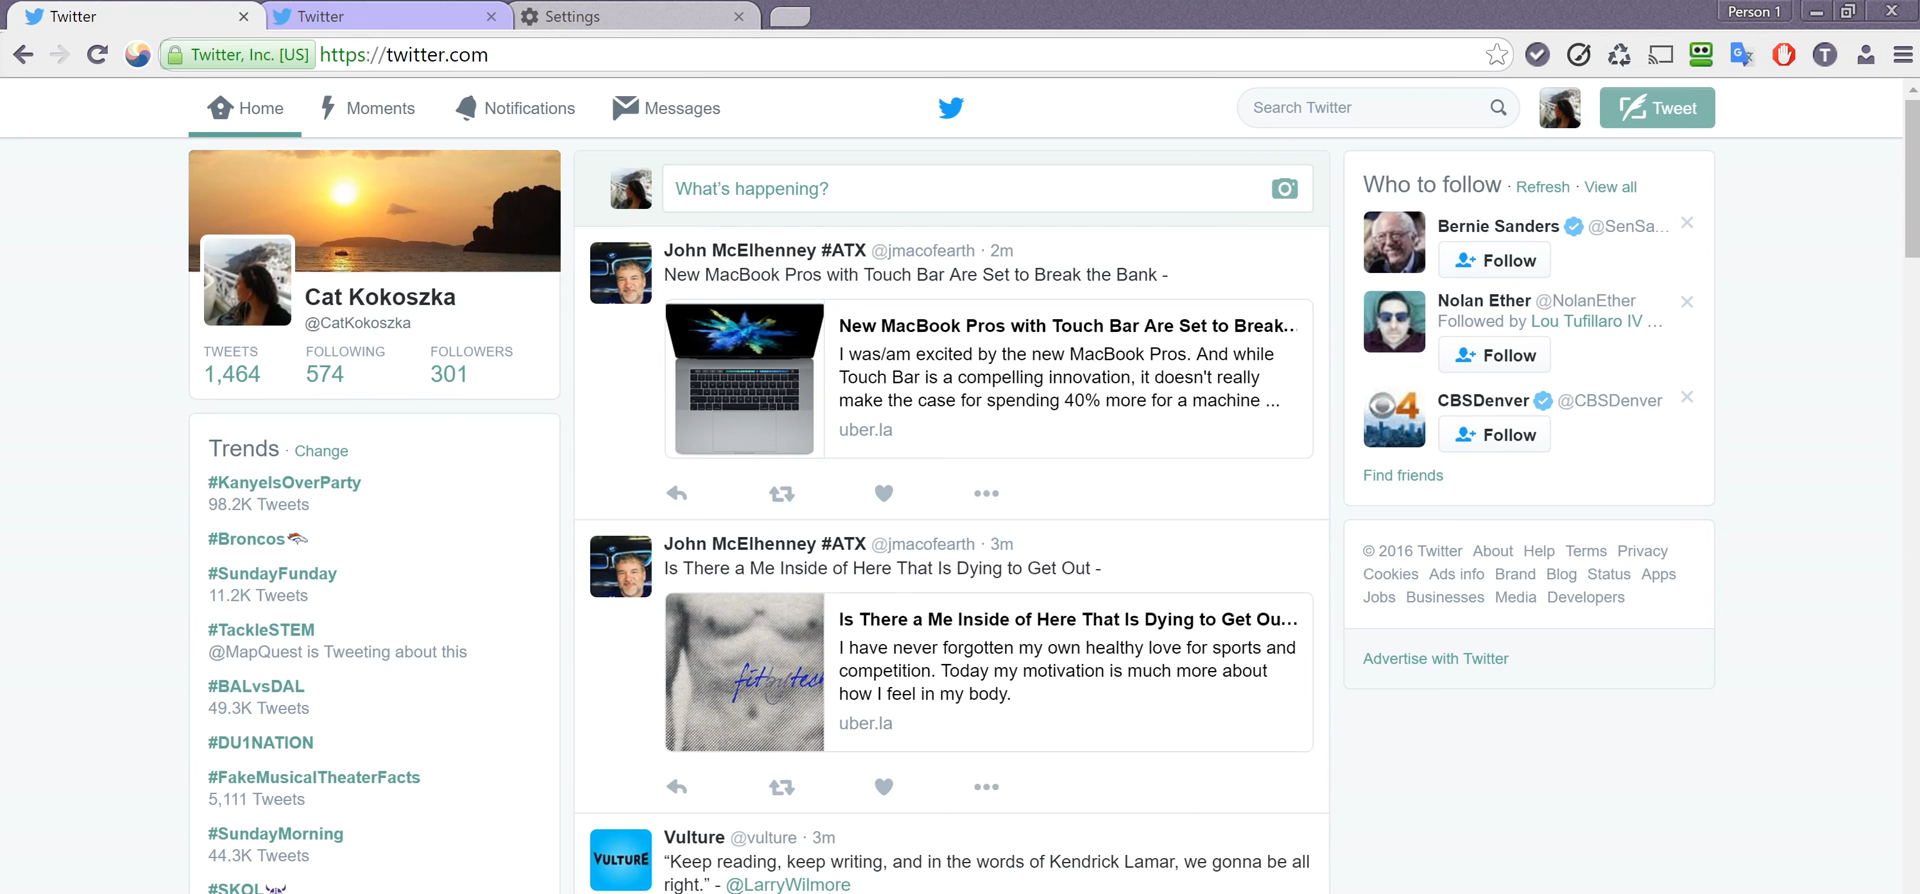 Twitter
Twitter
Settings
Person 1
Twitter, Inc. [US] https://twitter.com
Home
Moments
Notifications
Messages
Search Twitter
Tweet
Cat Kokoszka
@CatKokoszka
TWEETS FOLLOWING FOLLOWERS
1,464 574 301
Trends · Change
#KanyeIsOverParty
98.2K Tweets
#Broncos
#SundayFunday
11.2K Tweets
#TackleSTEM
@MapQuest is Tweeting about this
#BALvsDAL
49.3K Tweets
#DU1NATION
#FakeMusicalTheaterFacts
5,111 Tweets
#SundayMorning
44.3K Tweets
#SKOL
What's happening?
John McElhenney #ATX @jmacofearth · 2m
New MacBook Pros with Touch Bar Are Set to Break the Bank -
New MacBook Pros with Touch Bar Are Set to Break...
I was/am excited by the new MacBook Pros. And while
Touch Bar is a compelling innovation, it doesn't really
make the case for spending 40% more for a machine ...
uber.la
John McElhenney #ATX @jmacofearth · 3m
Is There a Me Inside of Here That Is Dying to Get Out -
fitbytech
Is There a Me Inside of Here That Is Dying to Get Ou...
I have never forgotten my own healthy love for sports and
competition. Today my motivation is much more about
how I feel in my body.
uber.la
VULTURE
Vulture @vulture · 3m
“Keep reading, keep writing, and in the words of Kendrick Lamar, we gonna be all
right.” - @LarryWilmore
Who to follow · Refresh · View all
Bernie Sanders @SenSa...
Follow
Nolan Ether @NolanEther
Followed by Lou Tufillaro IV ...
Follow
4
CBSDenver @CBSDenver
Follow
Find friends
© 2016 Twitter About Help Terms Privacy
Cookies Ads info Brand Blog Status Apps
Jobs Businesses Media Developers
Advertise with Twitter